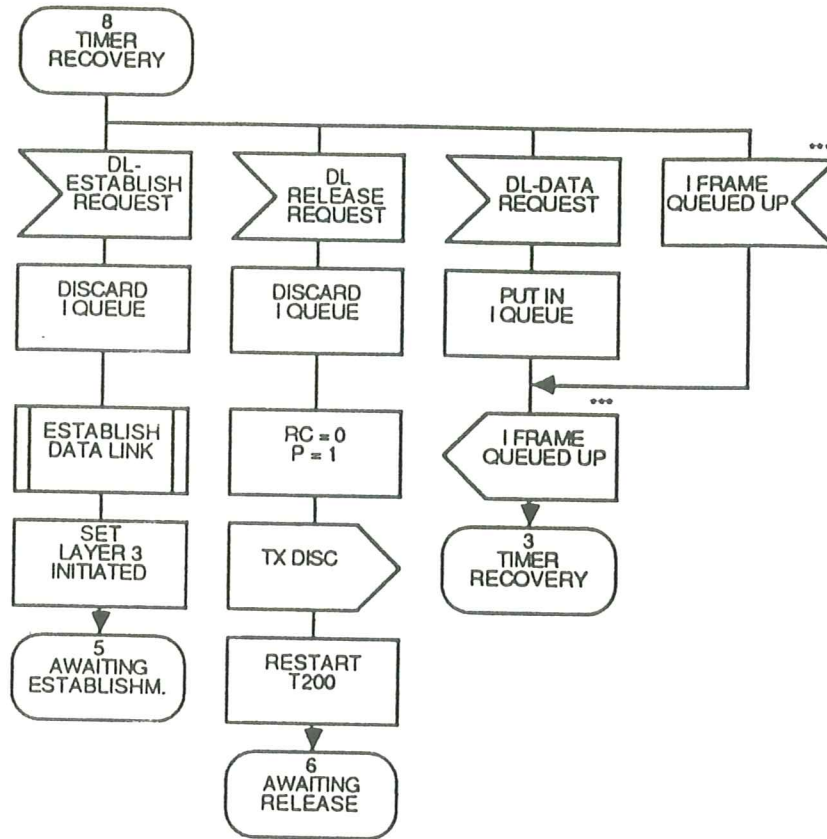 8
TIMER
RECOVERY
***
DL-
ESTABLISH
REQUEST
DL
RELEASE
REQUEST
DL-DATA
REQUEST
I FRAME
QUEUED UP
DISCARD
I QUEUE
DISCARD
I QUEUE
PUT IN
I QUEUE
***
ESTABLISH
DATA LINK
RC = 0
P = 1
I FRAME
QUEUED UP
SET
LAYER 3
INITIATED
TX DISC
3
TIMER
RECOVERY
5
AWAITING
ESTABLISHM.
RESTART
T200
6
AWAITING
RELEASE